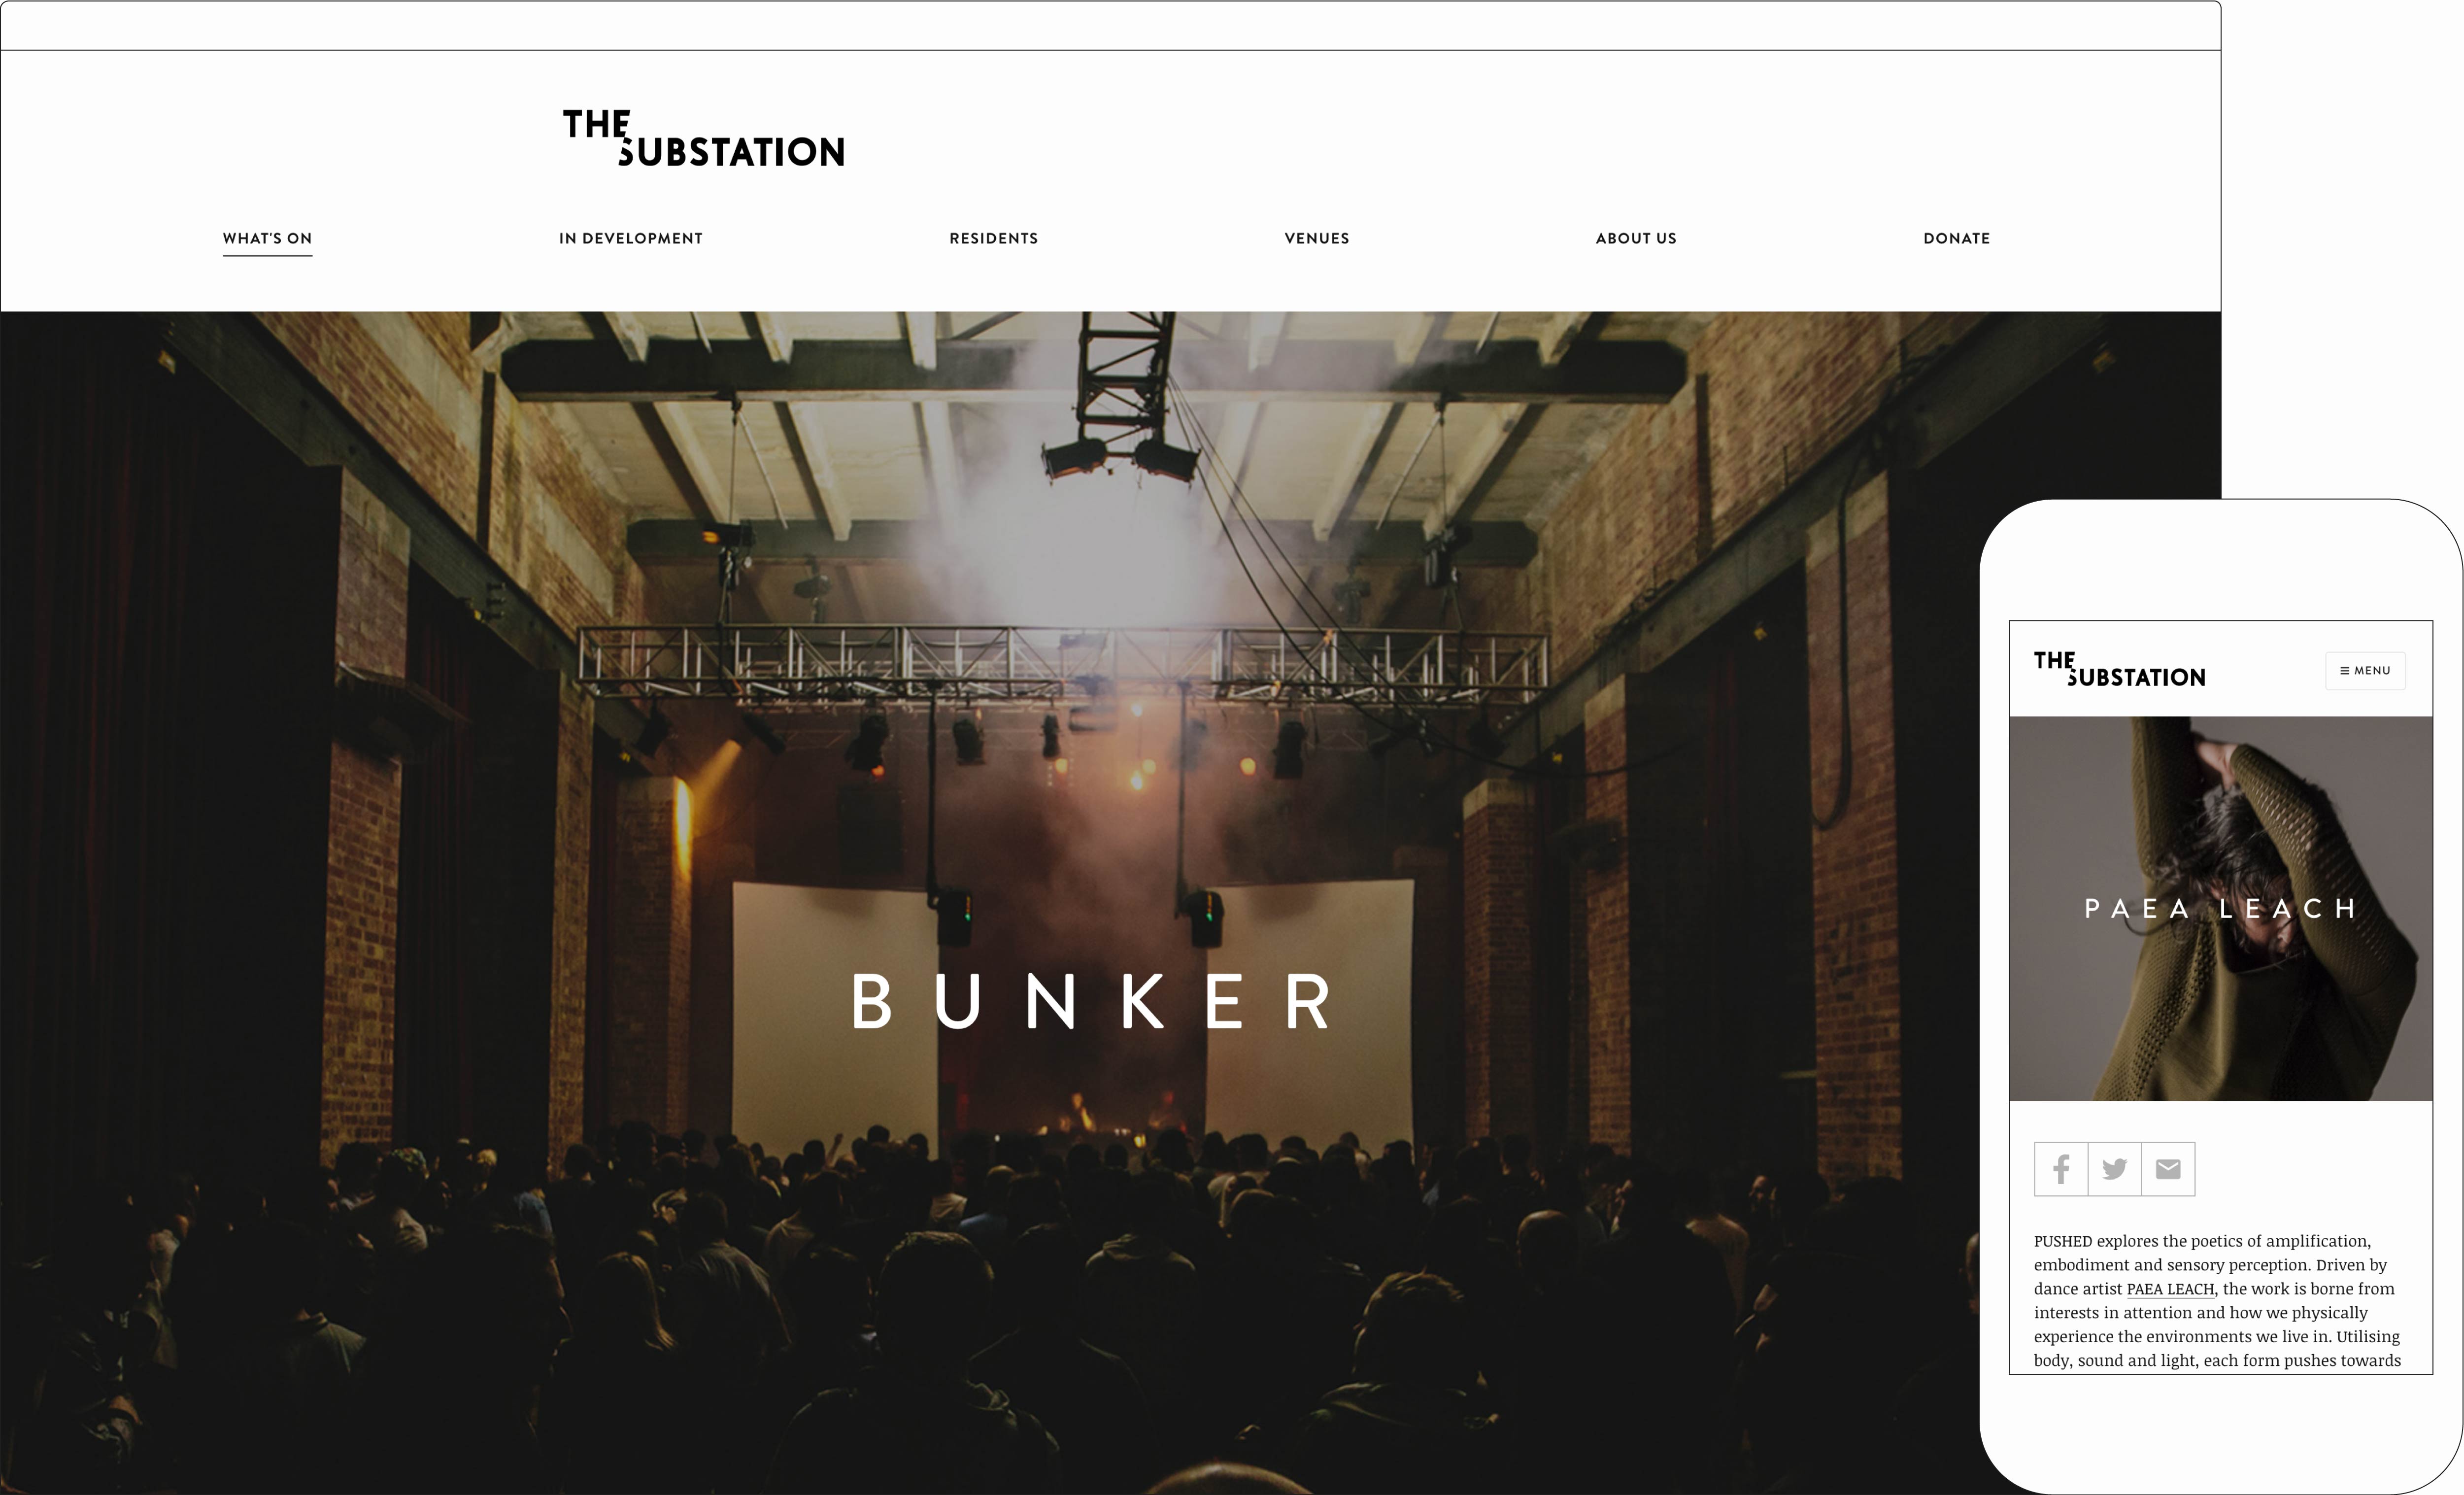 THE
SUBSTATION
WHAT'S ON
IN DEVELOPMENT
RESIDENTS
VENUES
ABOUT US
DONATE
BUNKER
THE
SUBSTATION
MENU
PAEA LEACH
PUSHED explores the poetics of amplification,
embodiment and sensory perception. Driven by
dance artist PAEA LEACH, the work is borne from
interests in attention and how we physically
experience the environments we live in. Utilising
body, sound and light, each form pushes towards